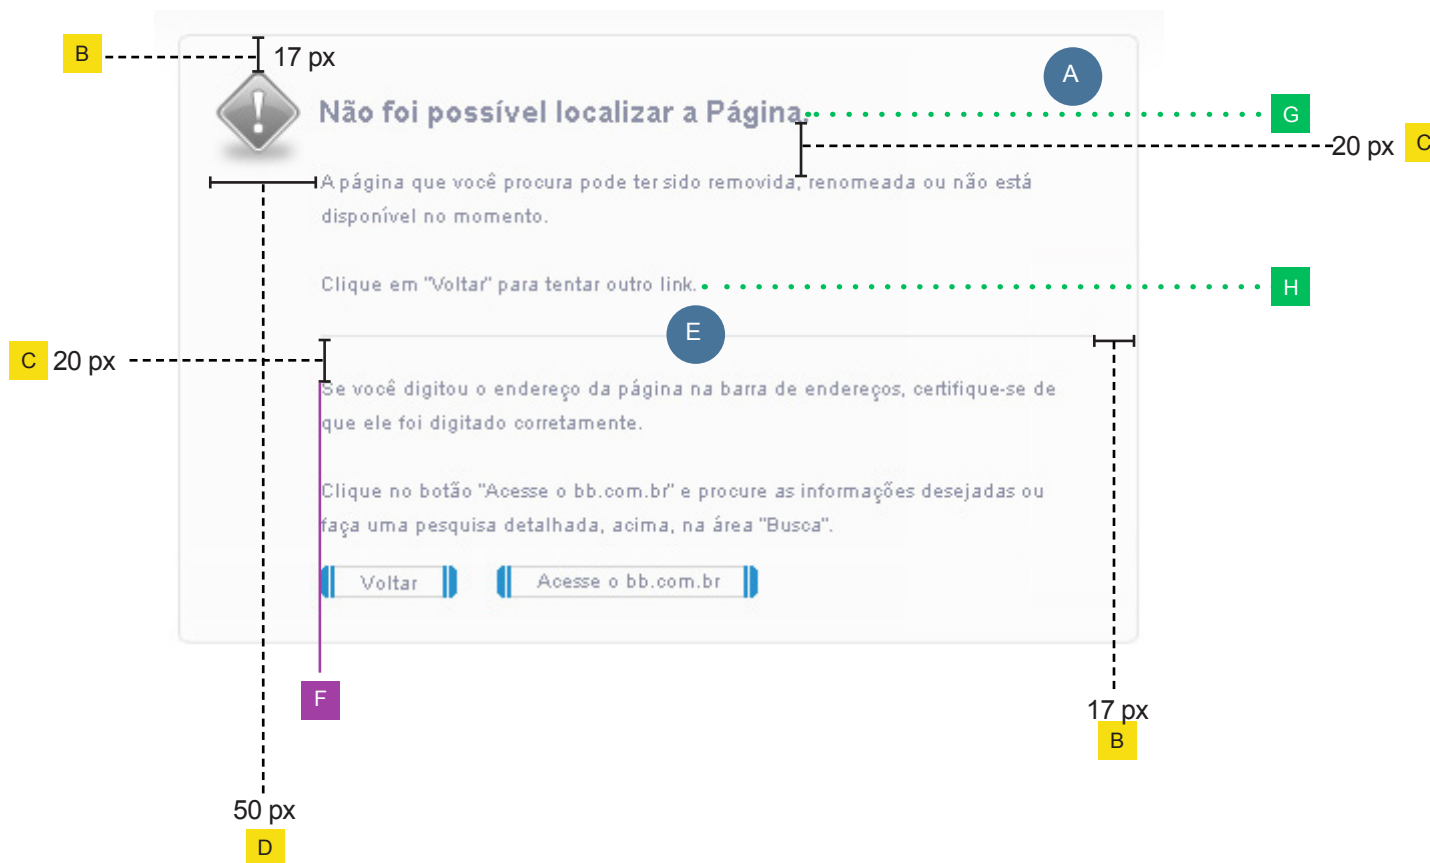 B
17 px
A
Não foi possível localizar a Página.
G
20 px C
A página que você procura pode ter sido removida, renomeada ou não está
disponível no momento.
Clique em "Voltar" para tentar outro link.
H
E
C 20 px
Se você digitou o endereço da página na barra de endereços, certifique-se de
que ele foi digitado corretamente.
Clique no botão "Acesse o bb.com.br" e procure as informações desejadas ou
faça uma pesquisa detalhada, acima, na área "Busca".
Voltar
Acesse o bb.com.br
F
17 px
B
50 px
D